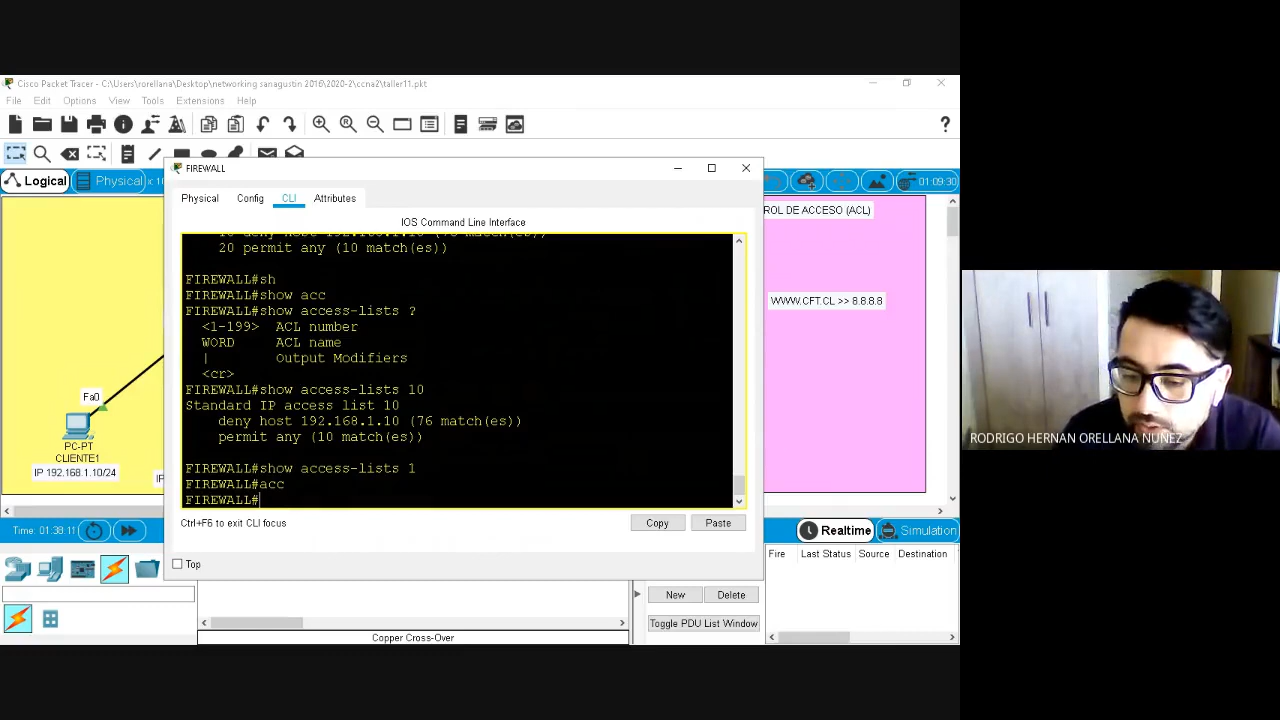 Cisco Packet Tracer - C:\Users\rorellana\Desktop\networking sanagustin 2016\2020-2\ccna2\taller11.pkt
File Edit Options View Tools Extensions Help
?
Logical Physical 01:09:30
FIREWALL
Physical Config CLI Attributes
IOS Command Line Interface
20 permit any (10 match(es))
FIREWALL#sh
FIREWALL#show acc
FIREWALL#show access-lists ?
<1-199> ACL number
WORD ACL name
| Output Modifiers
<cr>
FIREWALL#show access-lists 10
Standard IP access list 10
deny host 192.168.1.10 (76 match(es))
permit any (10 match(es))
FIREWALL#show access-lists 1
FIREWALL#acc
FIREWALL#
Ctrl+F6 to exit CLI focus
Copy Paste
Top
ROL DE ACCESO (ACL)
WWW.CFT.CL >> 8.8.8.8
Fa0
PC-PT
CLIENTE1
IP 192.168.1.10/24
IP
Time: 01:38:11
Realtime Simulation
Fire Last Status Source Destination
New Delete
Toggle PDU List Window
Copper Cross-Over
RODRIGO HERNAN ORELLANA NUÑEZ